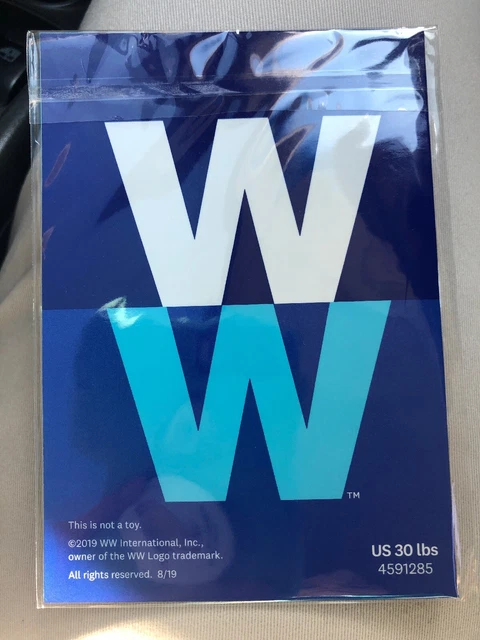 W
W™
This is not a toy.
©2019 WW International, Inc.,
owner of the WW Logo trademark.
All rights reserved. 8/19
US 30 lbs
4591285